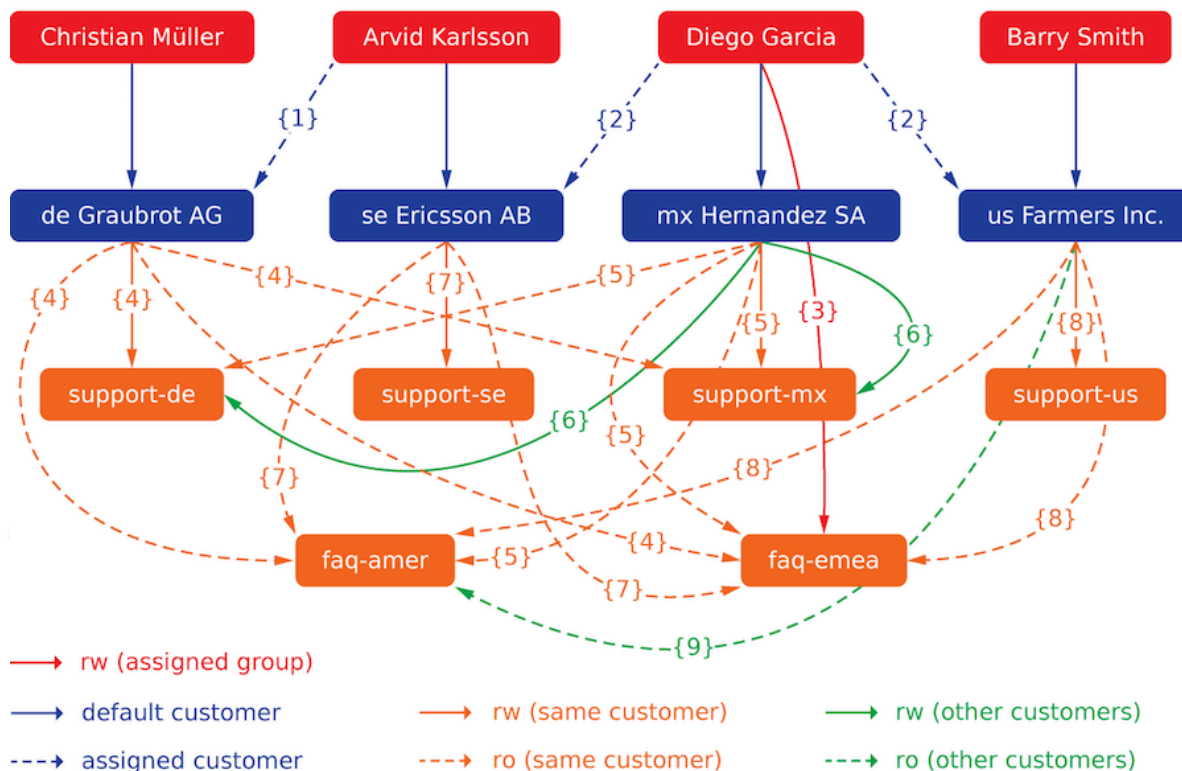 Christian Müller
Arvid Karlsson
Diego Garcia
Barry Smith
{1}
{2}
{2}
de Graubrot AG
se Ericsson AB
mx Hernandez SA
us Farmers Inc.
{4}
{4}
{4}
{7}
{5}
{5}
{3}
{6}
{8}
support-de
support-se
support-mx
support-us
{6}
{5}
{7}
{8}
{8}
{4}
{5}
{7}
faq-amer
faq-emea
{9}
rw (assigned group)
default customer
rw (same customer)
rw (other customers)
assigned customer
ro (same customer)
ro (other customers)